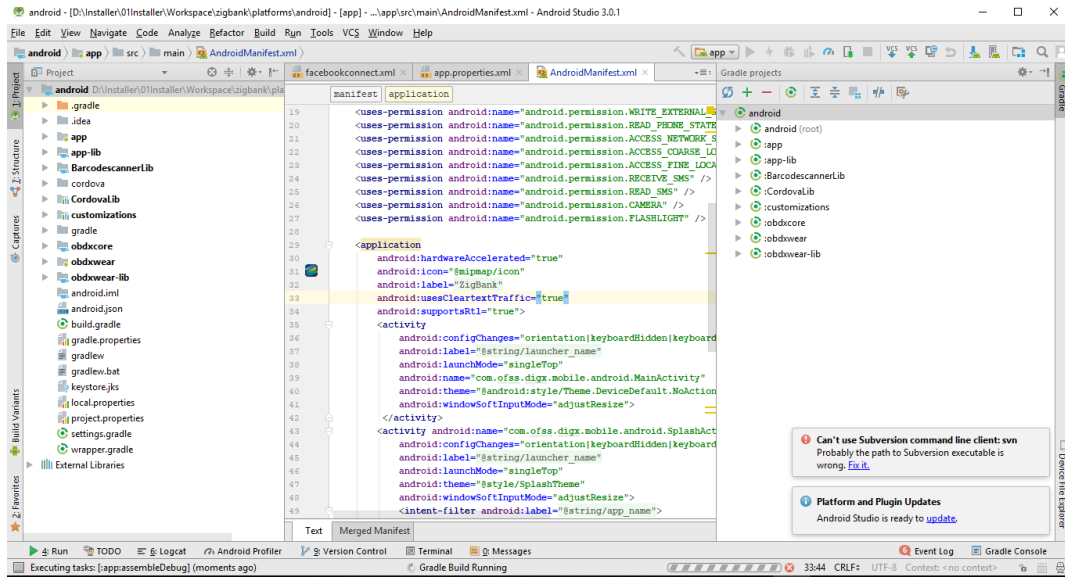 android - [D:\Installer\01Installer\Workspace\zigbank\platforms\android] - [app] - ...\app\src\main\AndroidManifest.xml - Android Studio 3.0.1
File Edit View Navigate Code Analyze Refactor Build Run Tools VCS Window Help
android app src main AndroidManifest.xml
app
VCS VCS
Project
facebookconnect.xml app.properties.xml AndroidManifest.xml
Gradle projects
1: Project
7: Structure
Captures
Build Variants
2: Favorites
android D:\Installer\01Installer\Workspace\zigbank\pla
.gradle
.idea
app
app-lib
BarcodescannerLib
cordova
CordovaLib
customizations
gradle
obdxcore
obdxwear
obdxwear-lib
android.iml
android.json
build.gradle
gradle.properties
gradlew
gradlew.bat
keystore.jks
local.properties
project.properties
settings.gradle
wrapper.gradle
External Libraries
manifest application
19 <uses-permission android:name="android.permission.WRITE_EXTERNAL_S
20 <uses-permission android:name="android.permission.READ_PHONE_STATE
21 <uses-permission android:name="android.permission.ACCESS_NETWORK_S
22 <uses-permission android:name="android.permission.ACCESS_COARSE_LO
23 <uses-permission android:name="android.permission.ACCESS_FINE_LOCA
24 <uses-permission android:name="android.permission.RECEIVE_SMS" />
25 <uses-permission android:name="android.permission.READ_SMS" />
26 <uses-permission android:name="android.permission.CAMERA" />
27 <uses-permission android:name="android.permission.FLASHLIGHT" />
28
29 <application
30 android:hardwareAccelerated="true"
31 android:icon="@mipmap/icon"
32 android:label="ZigBank"
33 android:usesCleartextTraffic="true"
34 android:supportsRtl="true">
35 <activity
36 android:configChanges="orientation|keyboardHidden|keyboard
37 android:label="@string/launcher_name"
38 android:launchMode="singleTop"
39 android:name="com.ofss.digx.mobile.android.MainActivity"
40 android:theme="@android:style/Theme.DeviceDefault.NoAction
41 android:windowSoftInputMode="adjustResize">
42 </activity>
43 <activity android:name="com.ofss.digx.mobile.android.SplashAct
44 android:configChanges="orientation|keyboardHidden|keyboard
45 android:label="@string/launcher_name"
46 android:launchMode="singleTop"
47 android:theme="@style/SplashTheme"
48 android:windowSoftInputMode="adjustResize">
49 <intent-filter android:label="@string/app_name">
Text Merged Manifest
android
android (root)
:app
:app-lib
:BarcodescannerLib
:CordovaLib
:customizations
:obdxcore
:obdxwear
:obdxwear-lib
Gradle
Device File Explorer
Can't use Subversion command line client: svn
Probably the path to Subversion executable is
wrong. Fix it.
Platform and Plugin Updates
Android Studio is ready to update.
4: Run TODO 6: Logcat Android Profiler 9: Version Control Terminal 0: Messages 6 Event Log Gradle Console
Executing tasks: [:app:assembleDebug] (moments ago) Gradle Build Running 33:44 CRLF UTF-8 Context: <no context>